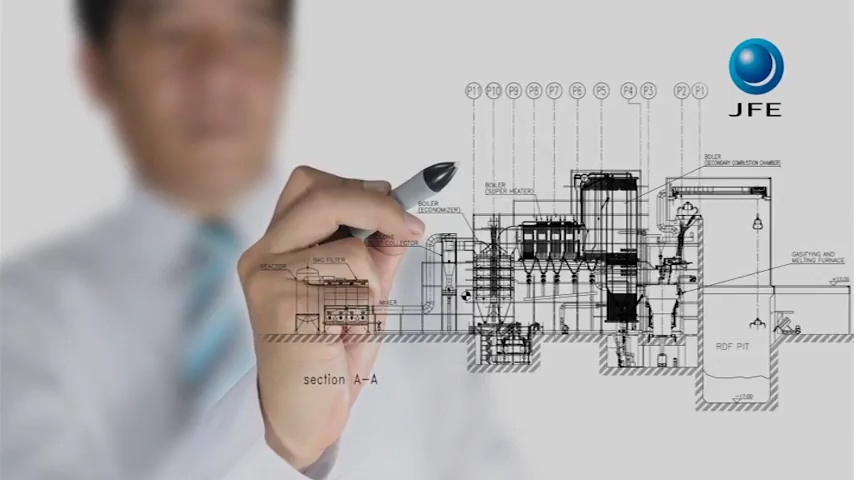 JFE
P11 P10 P9 P8 P7 P6 P5 P4 P3 P2 P1
BOILER
(SECONDARY COMBUSTION CHAMBER)
BOILER
(SUPER HEATER)
BOILER
(ECONOMIZER)
COLLECTOR
GASIFYING AND
MELTING FURNACE
BAG FILTER
REACTOR
MIXER
RDF PIT
section A-A